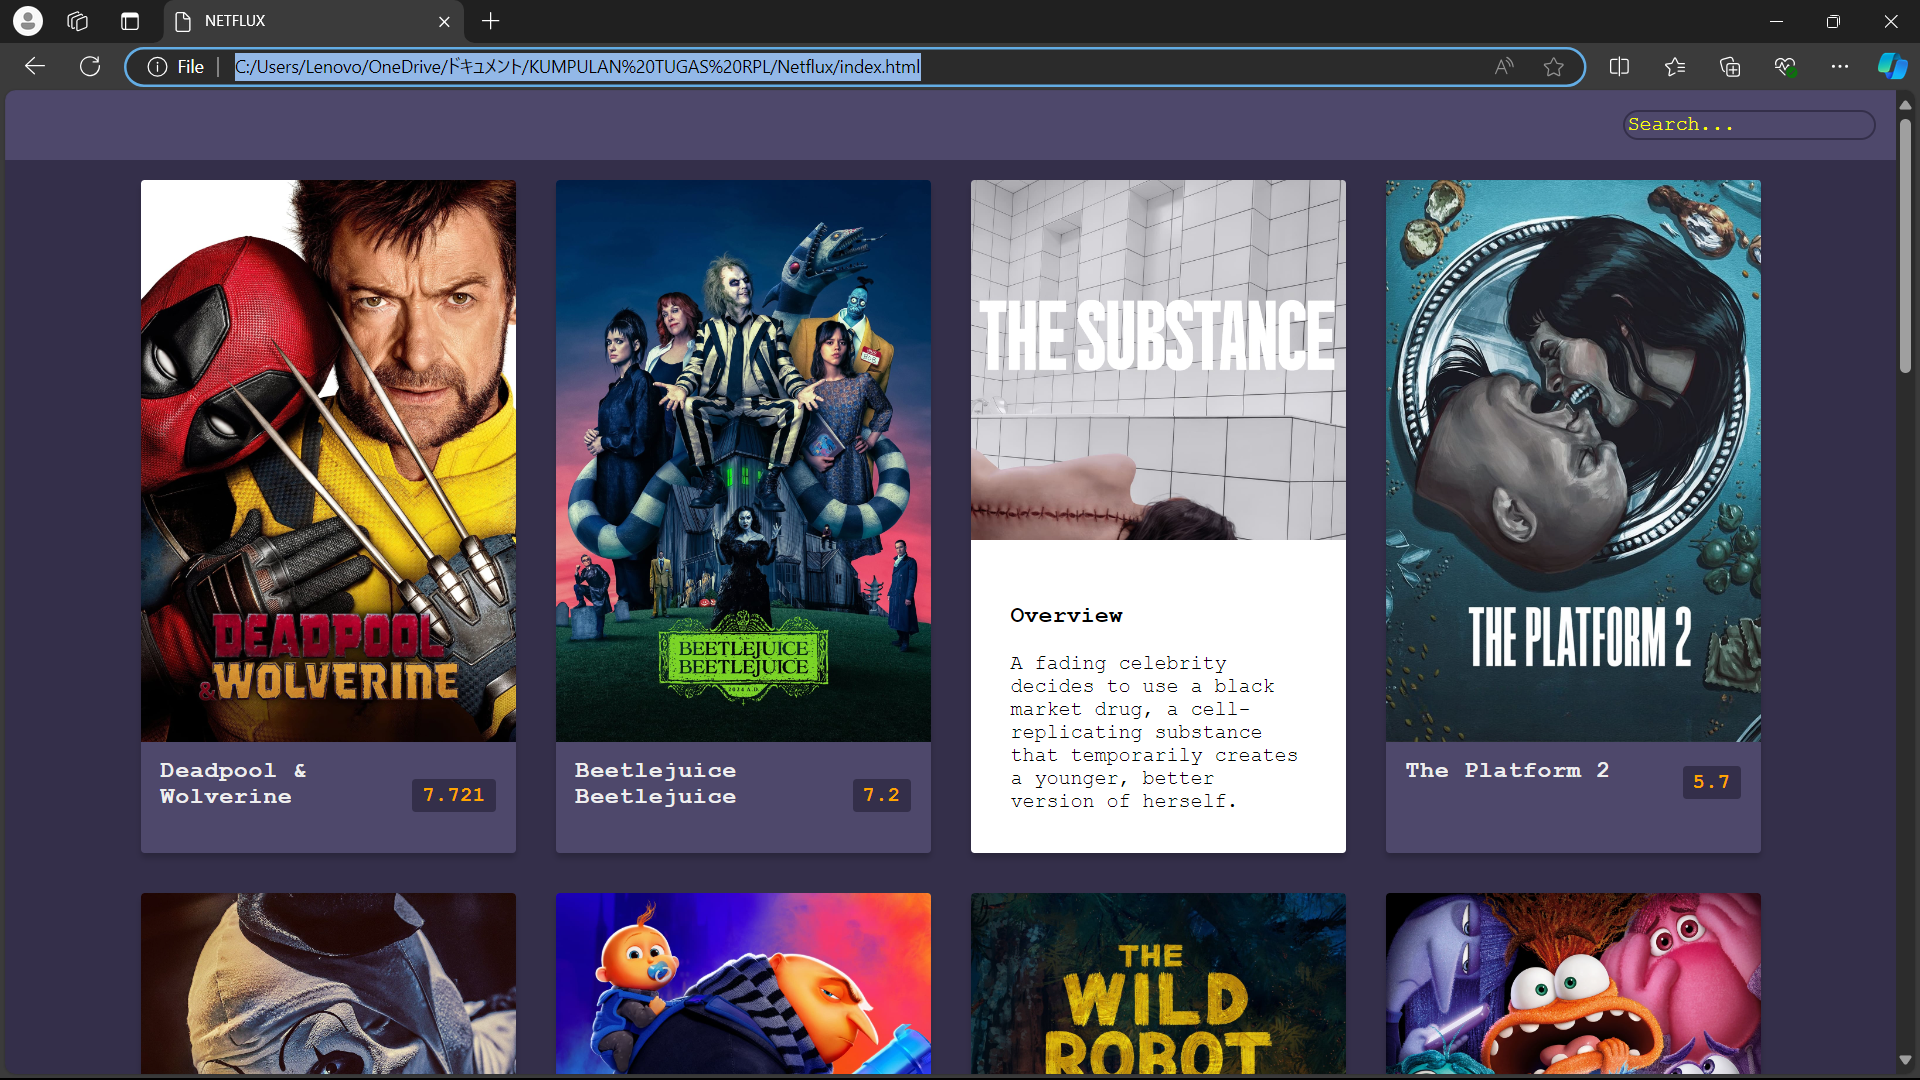 NETFLUX
File
C:/Users/Lenovo/OneDrive/ドキュメント/KUMPULAN%20TUGAS%20RPL/Netflux/index.html
Search...
DEADPOOL
& WOLVERINE
Deadpool &
Wolverine
7.721
BEETLEJUICE
BEETLEJUICE
2024 A.D.
Beetlejuice
Beetlejuice
7.2
THE SUBSTANCE
Overview
A fading celebrity
decides to use a black
market drug, a cell-
replicating substance
that temporarily creates
a younger, better
version of herself.
THE PLATFORM 2
The Platform 2
5.7
THE
WILD
ROBOT